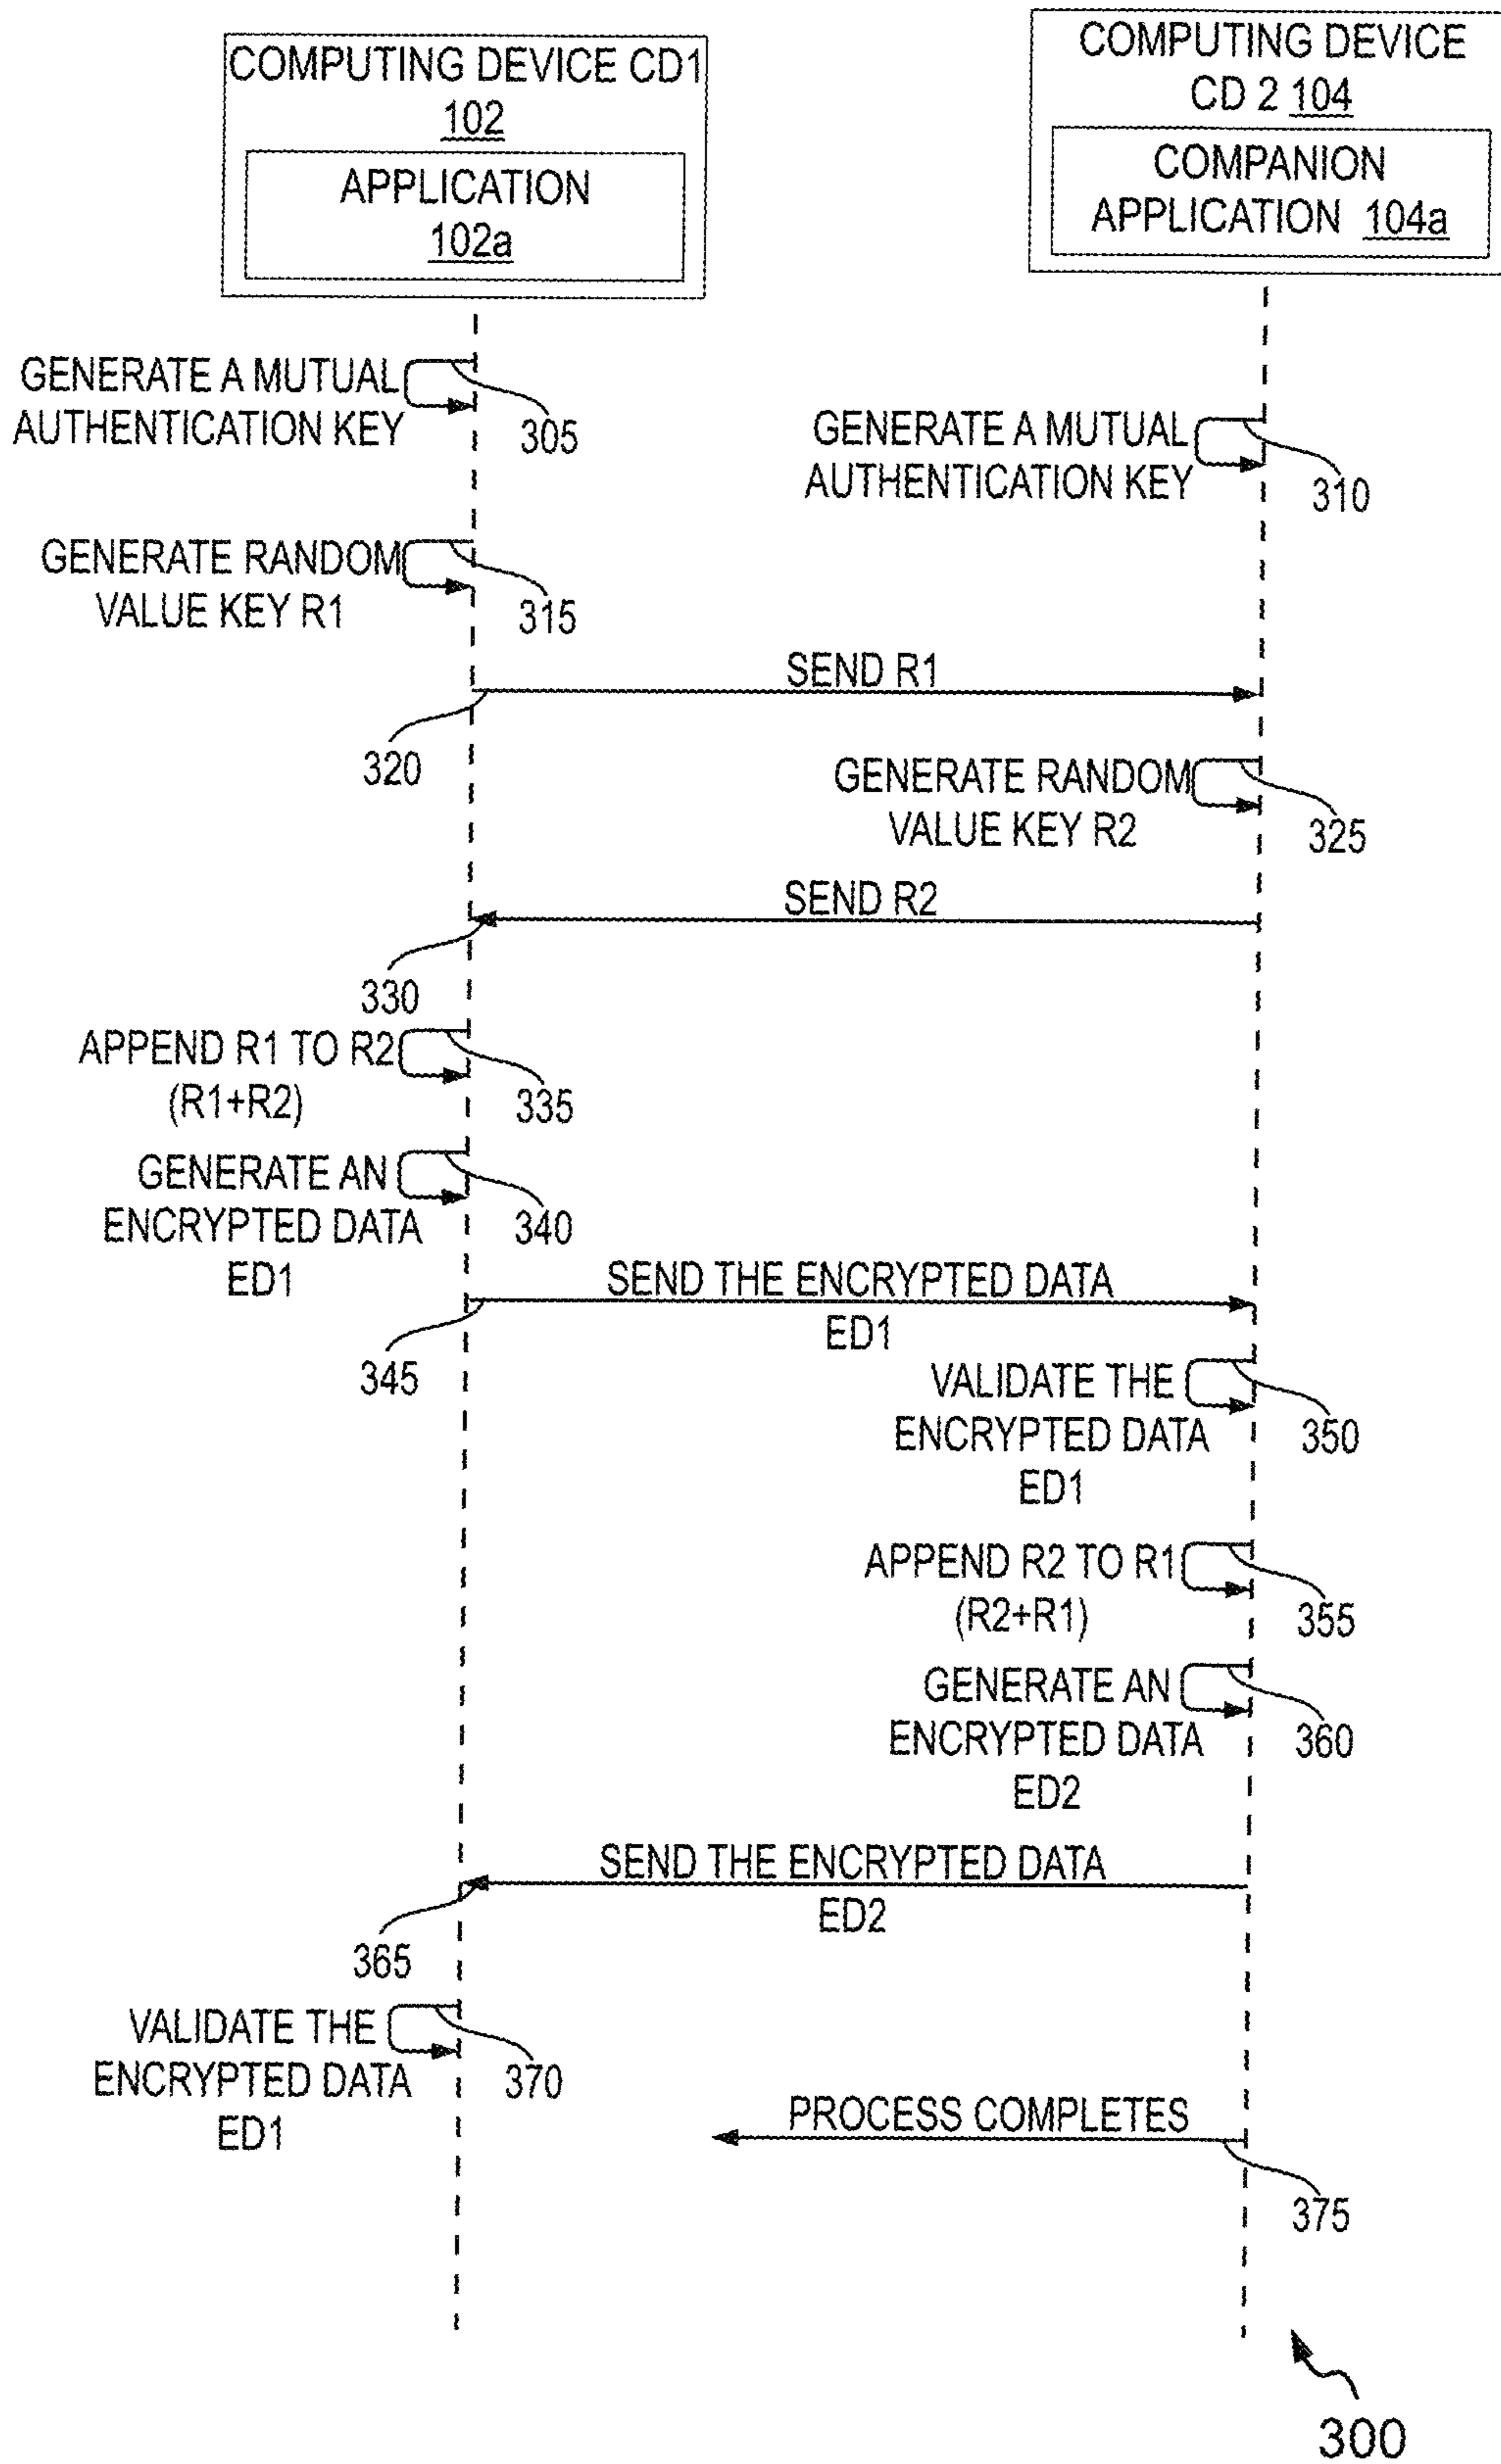 COMPUTING DEVICE CD1
102
APPLICATION
102a
COMPUTING DEVICE
CD 2 104
COMPANION
APPLICATION 104a
GENERATE A MUTUAL
AUTHENTICATION KEY
305
GENERATE A MUTUAL
AUTHENTICATION KEY
310
GENERATE RANDOM
VALUE KEY R1
315
SEND R1
320
GENERATE RANDOM
VALUE KEY R2
325
SEND R2
330
APPEND R1 TO R2
(R1+R2)
335
GENERATE AN
ENCRYPTED DATA
ED1
340
SEND THE ENCRYPTED DATA
ED1
345
VALIDATE THE
ENCRYPTED DATA
ED1
350
APPEND R2 TO R1
(R2+R1)
355
GENERATE AN
ENCRYPTED DATA
ED2
360
SEND THE ENCRYPTED DATA
ED2
365
VALIDATE THE
ENCRYPTED DATA
ED1
370
PROCESS COMPLETES
375
300